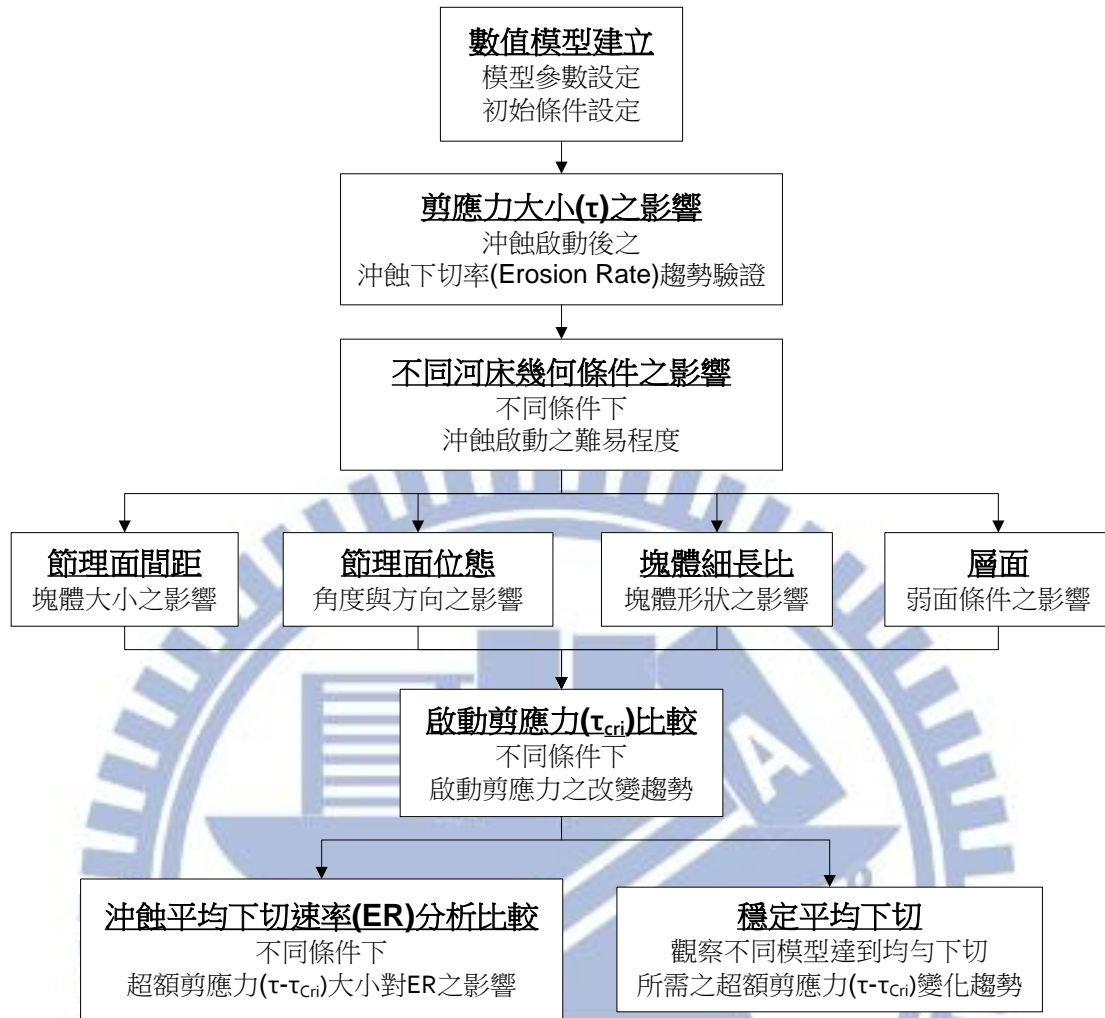 數值模型建立
模型參數設定
初始條件設定
剪應力大小(τ)之影響
沖蝕啟動後之
沖蝕下切率(Erosion Rate)趨勢驗證
不同河床幾何條件之影響
不同條件下
沖蝕啟動之難易程度
節理面間距
塊體大小之影響
節理面位態
角度與方向之影響
塊體細長比
塊體形狀之影響
層面
弱面條件之影響
啟動剪應力(τcri)比較
不同條件下
啟動剪應力之改變趨勢
沖蝕平均下切速率(ER)分析比較
不同條件下
超額剪應力(τ-τCri)大小對ER之影響
穩定平均下切
觀察不同模型達到均勻下切
所需之超額剪應力(τ-τCri)變化趨勢